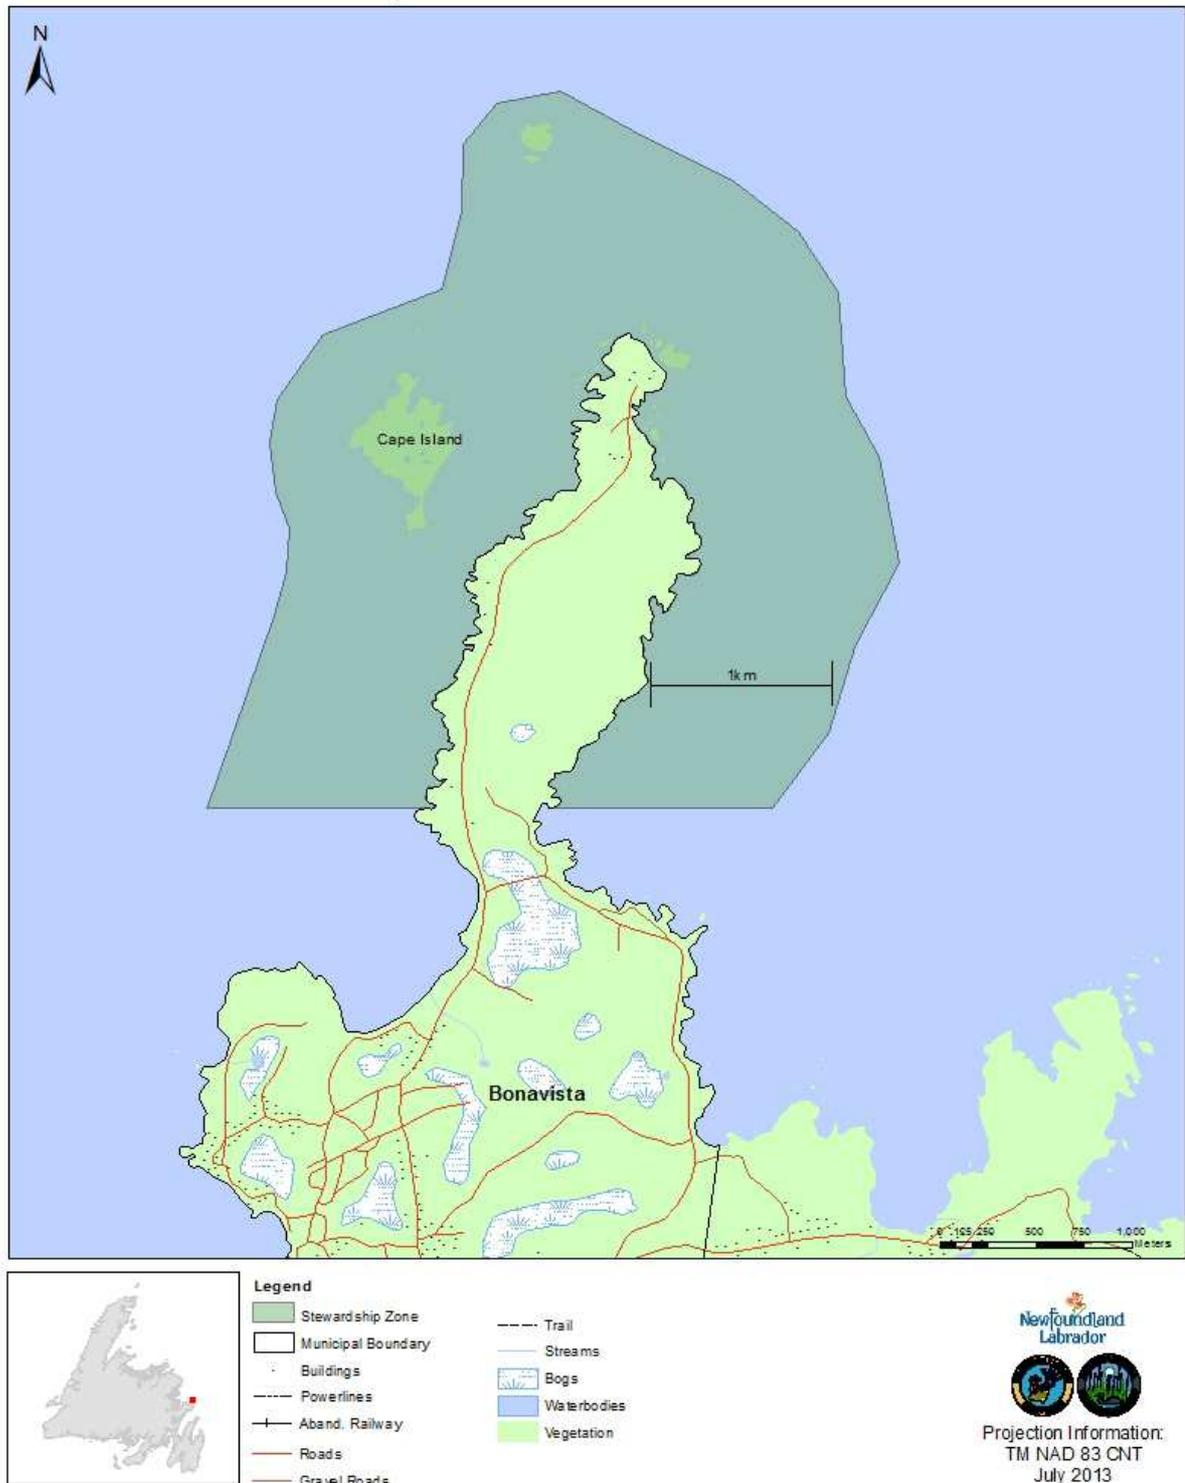 N
Cape Island
1km
Bonavista
0 125 250 500 750 1,000
Meters
Legend
Stewardship Zone
Municipal Boundary
Buildings
Powerlines
Aband. Railway
Roads
Gravel Roads
Trail
Streams
Bogs
Waterbodies
Vegetation
Newfoundland
Labrador
Projection Information:
TM NAD 83 CNT
July 2013